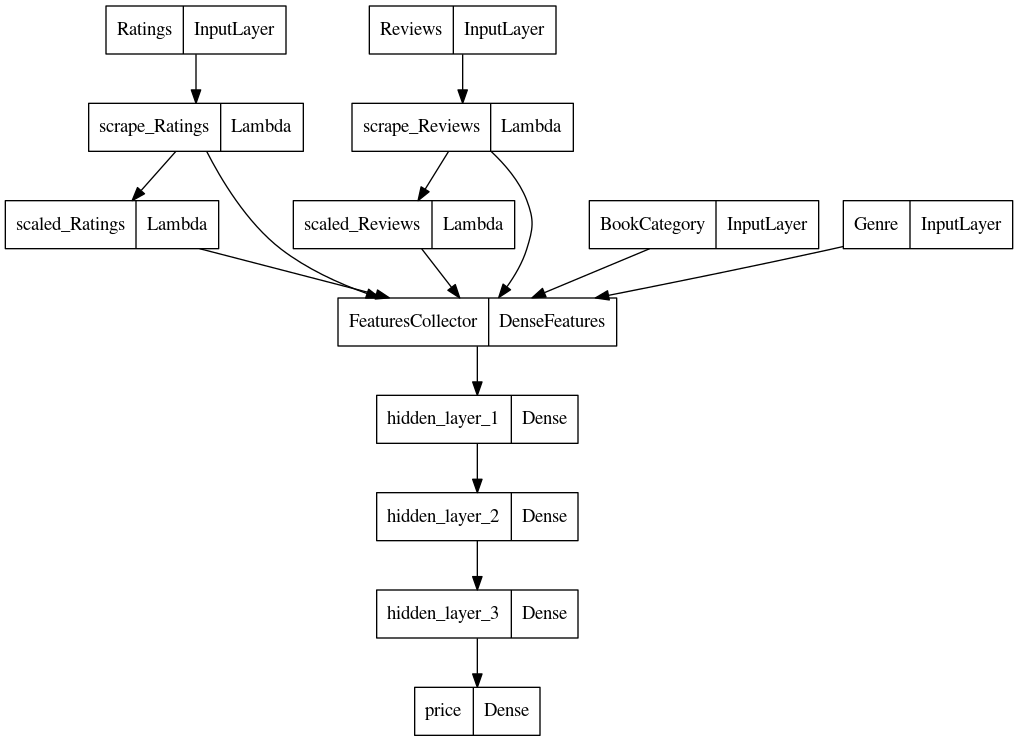 Ratings InputLayer
Reviews InputLayer
scrape_Ratings Lambda
scrape_Reviews Lambda
scaled_Ratings Lambda
scaled_Reviews Lambda
BookCategory InputLayer
Genre InputLayer
FeaturesCollector DenseFeatures
hidden_layer_1 Dense
hidden_layer_2 Dense
hidden_layer_3 Dense
price Dense